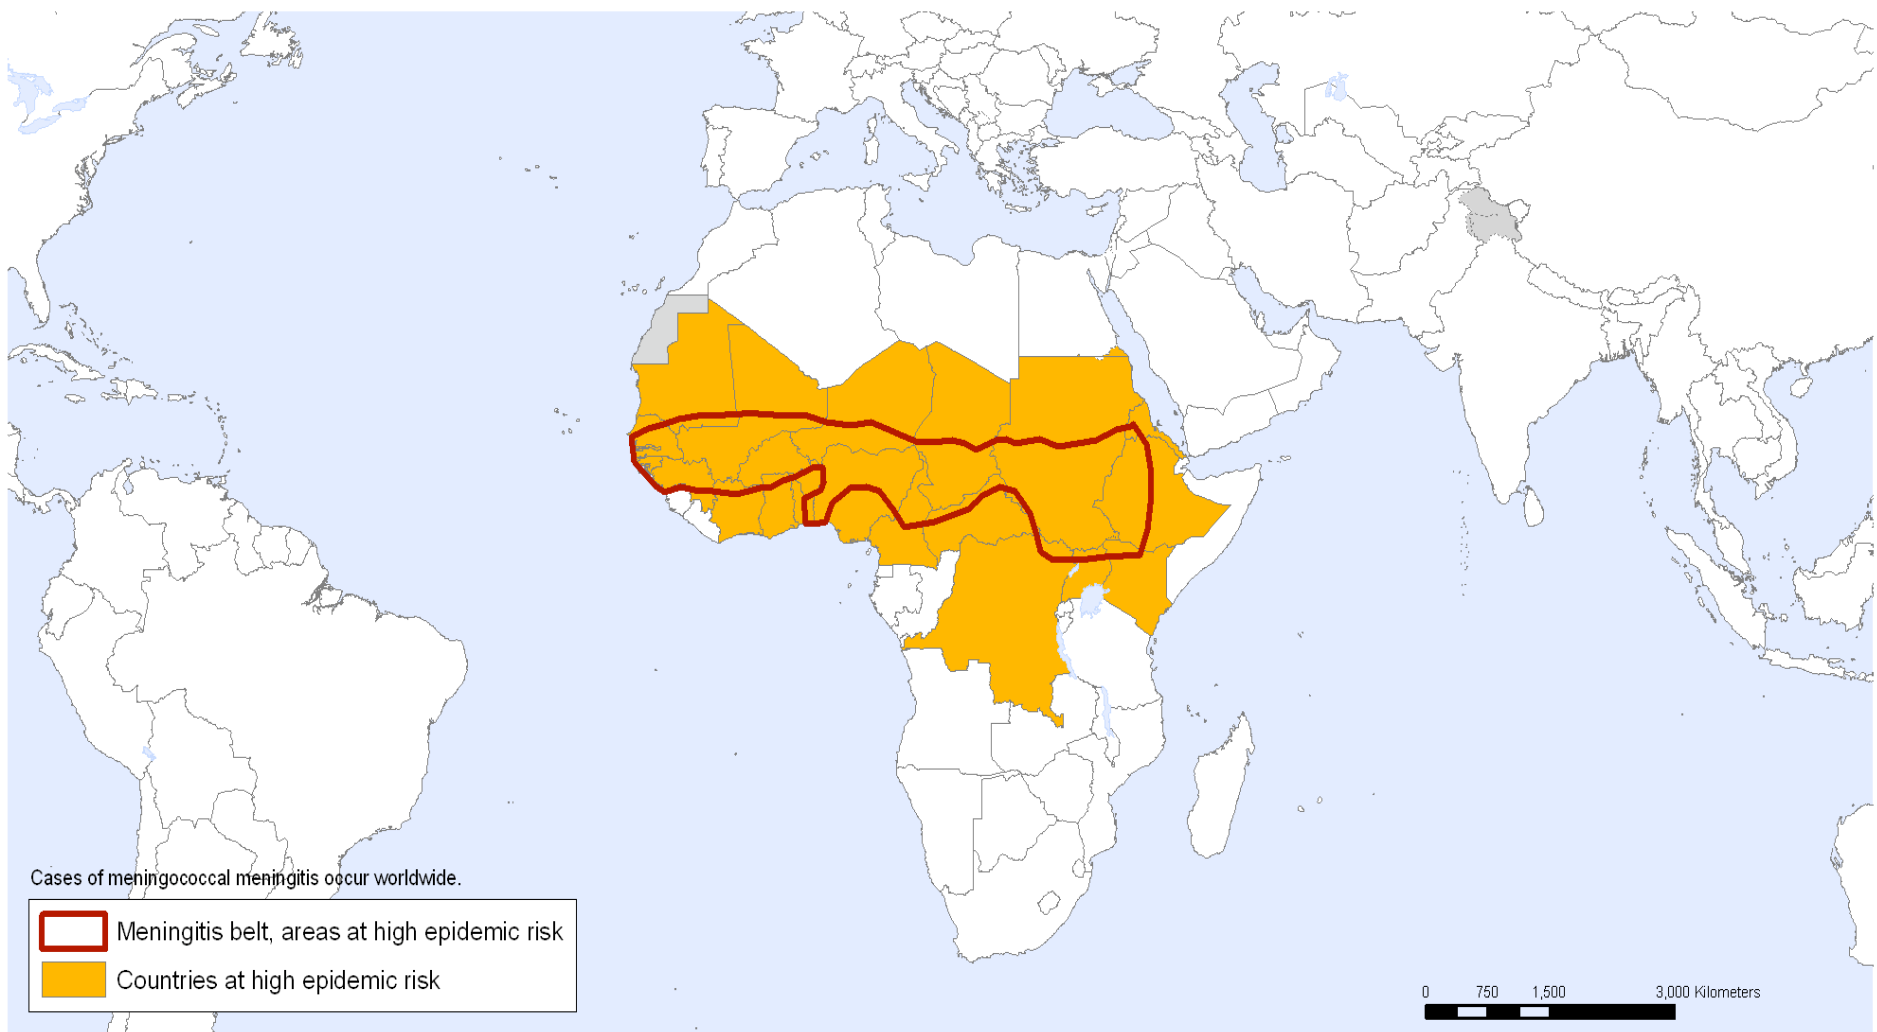 Cases of meningococcal meningitis occur worldwide.
Meningitis belt, areas at high epidemic risk
Countries at high epidemic risk
0 750 1,500 3,000 Kilometers